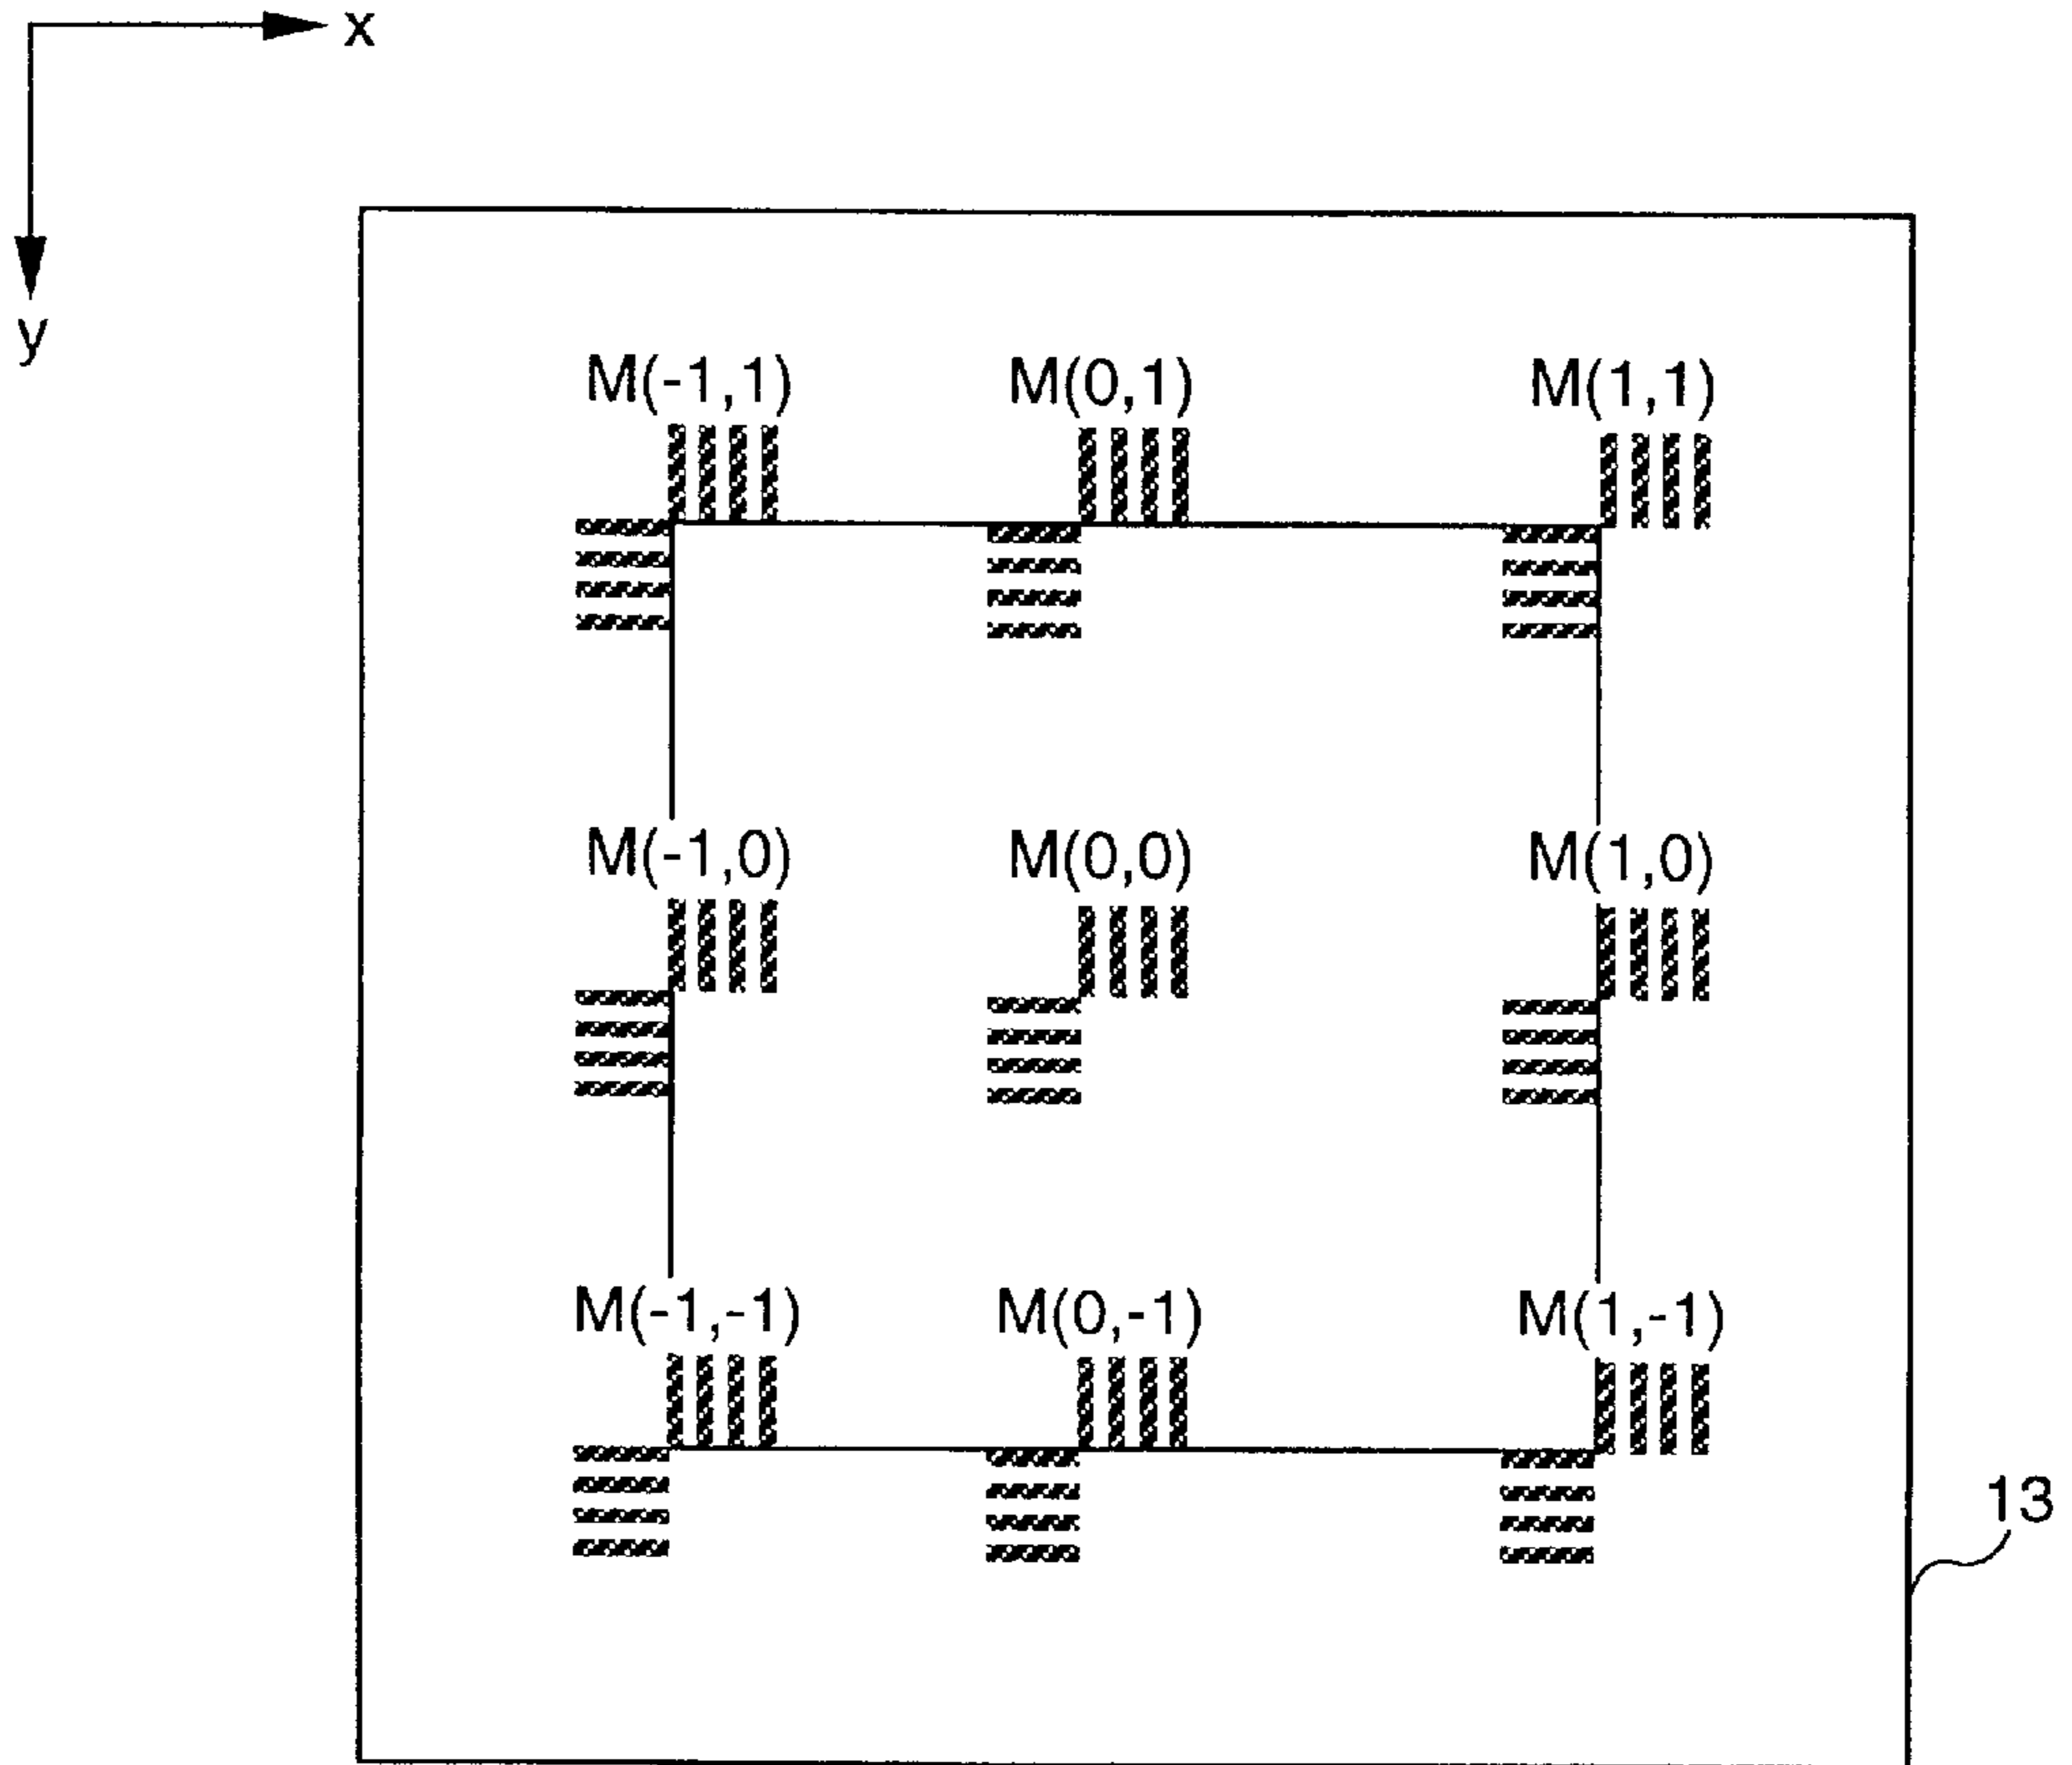 x
y
M(-1,1) M(0,1) M(1,1)
M(-1,0) M(0,0) M(1,0)
M(-1,-1) M(0,-1) M(1,-1)
13